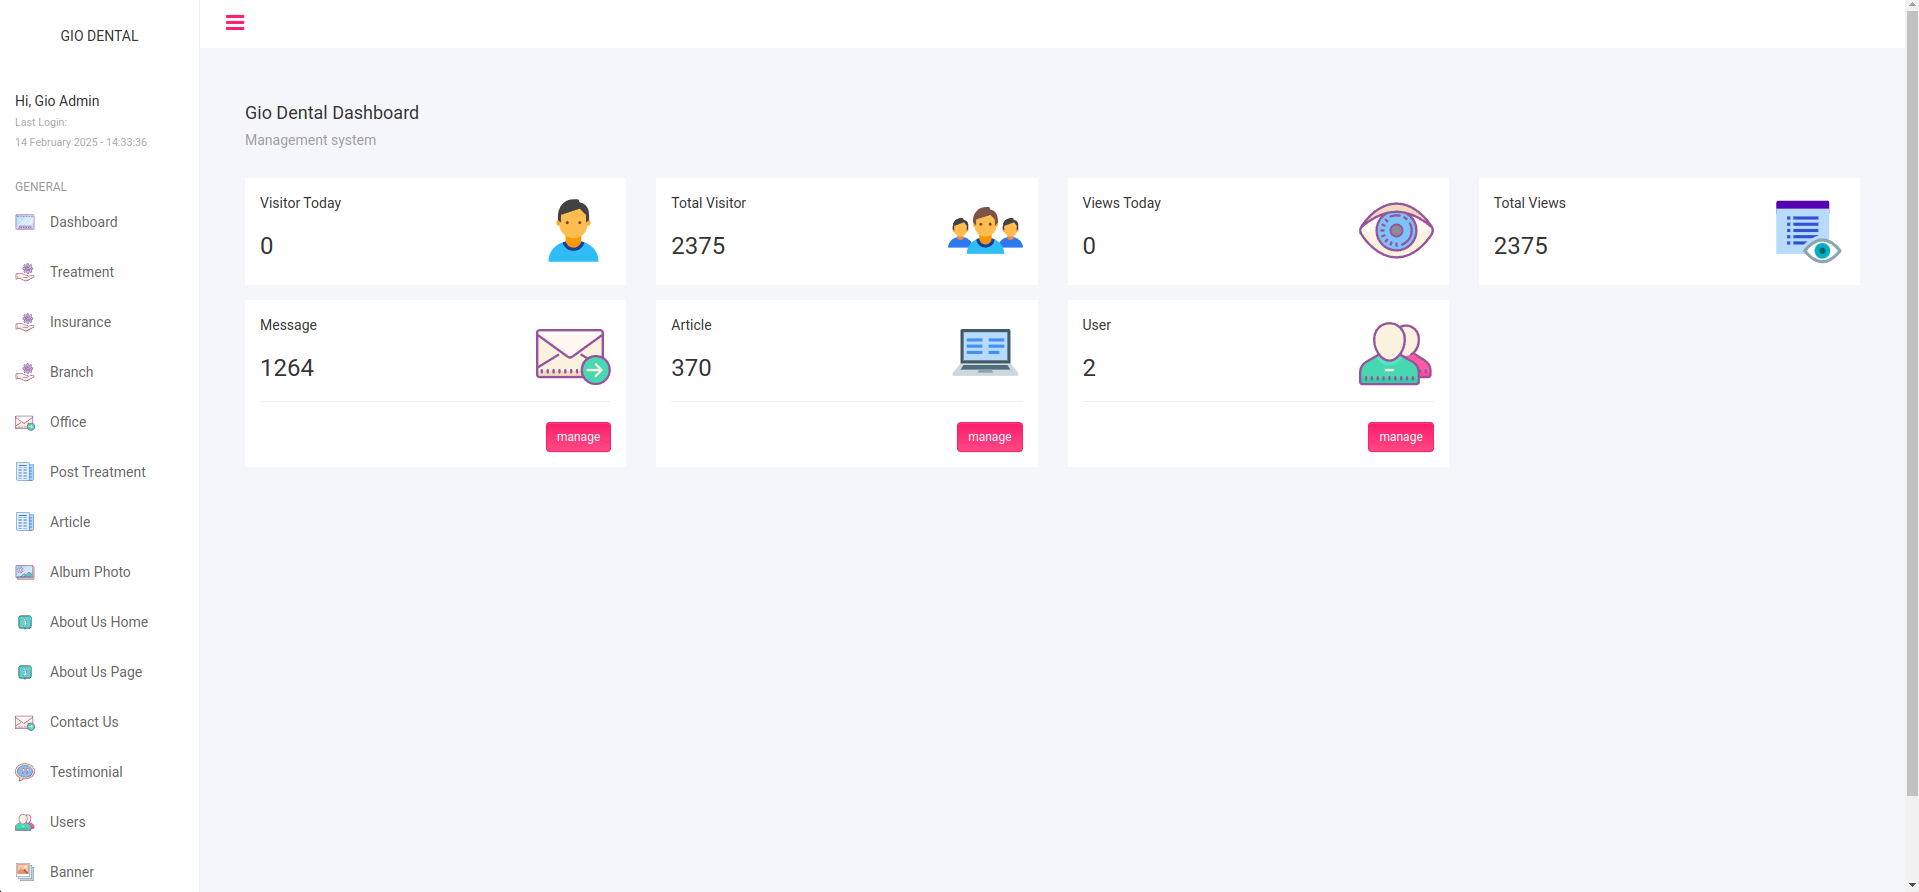 GIO DENTAL
Hi, Gio Admin
Last Login:
14 February 2025 - 14:33:36
GENERAL
Dashboard
Treatment
Insurance
Branch
Office
Post Treatment
Article
Album Photo
About Us Home
About Us Page
Contact Us
Testimonial
Users
Banner
Gio Dental Dashboard
Management system
Visitor Today
0
Total Visitor
2375
Views Today
0
Total Views
2375
Message
1264
manage
Article
370
manage
User
2
manage